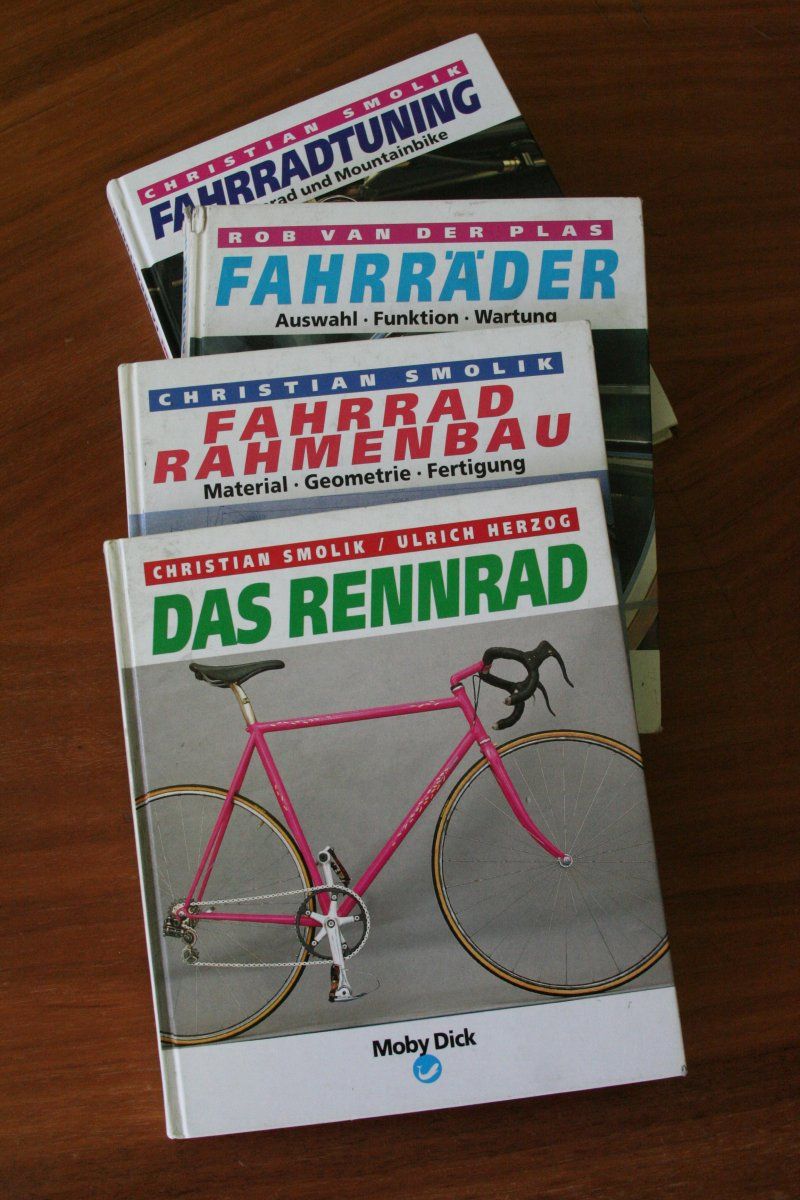 CHRISTIAN SMOLIK
FAHRRADTUNING
und Mountainbike
ROB VAN DER PLAS
FAHRRÄDER
Auswahl · Funktion · Wartung
CHRISTIAN SMOLIK
FAHRRAD
RAHMENBAU
Material · Geometrie · Fertigung
CHRISTIAN SMOLIK / ULRICH HERZOG
DAS RENNRAD
Moby Dick